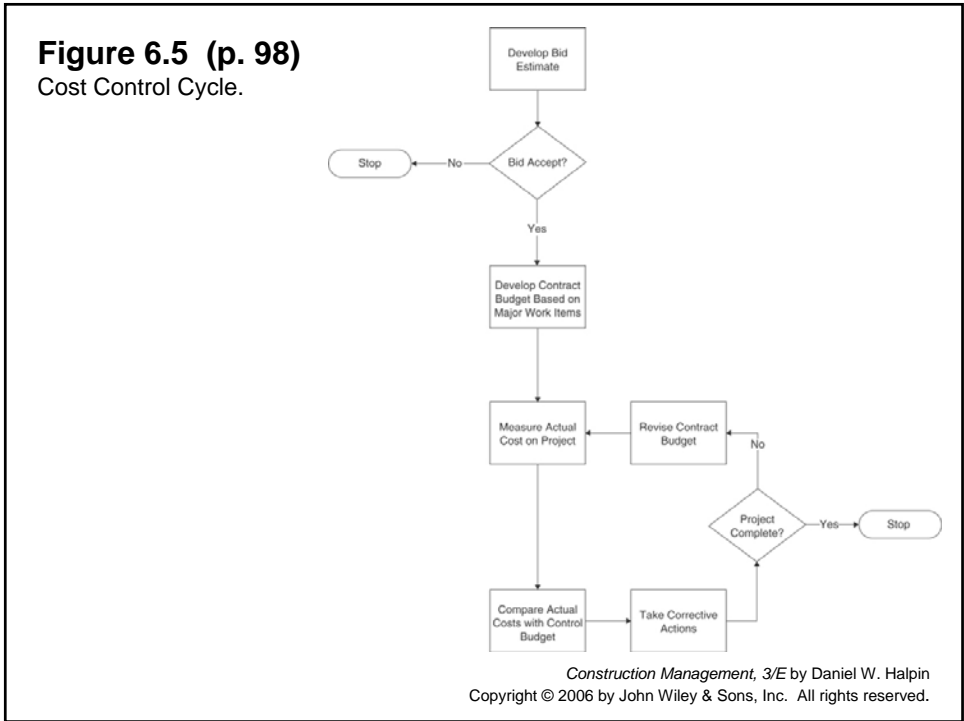 Figure 6.5 (p. 98)
Cost Control Cycle.
Develop Bid
Estimate
Bid Accept?
No
Stop
Yes
Develop Contract
Budget Based on
Major Work Items
Measure Actual
Cost on Project
Revise Contract
Budget
No
Project
Complete?
Yes
Stop
Compare Actual
Costs with Control
Budget
Take Corrective
Actions
Construction Management, 3/E by Daniel W. Halpin
Copyright © 2006 by John Wiley & Sons, Inc. All rights reserved.